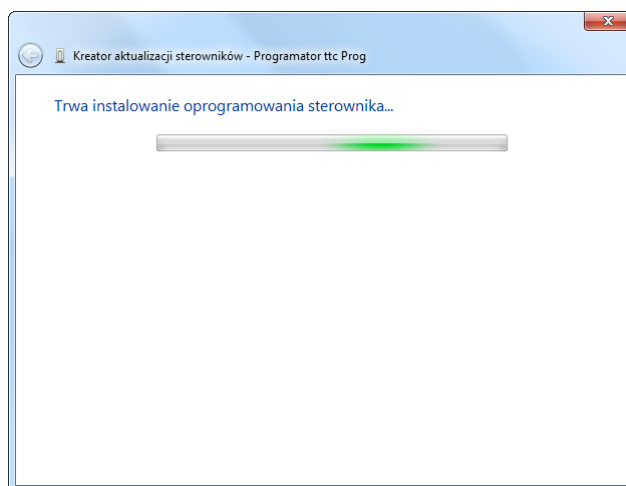 Kreator aktualizacji sterowników - Programator ttc Prog
Trwa instalowanie oprogramowania sterownika...